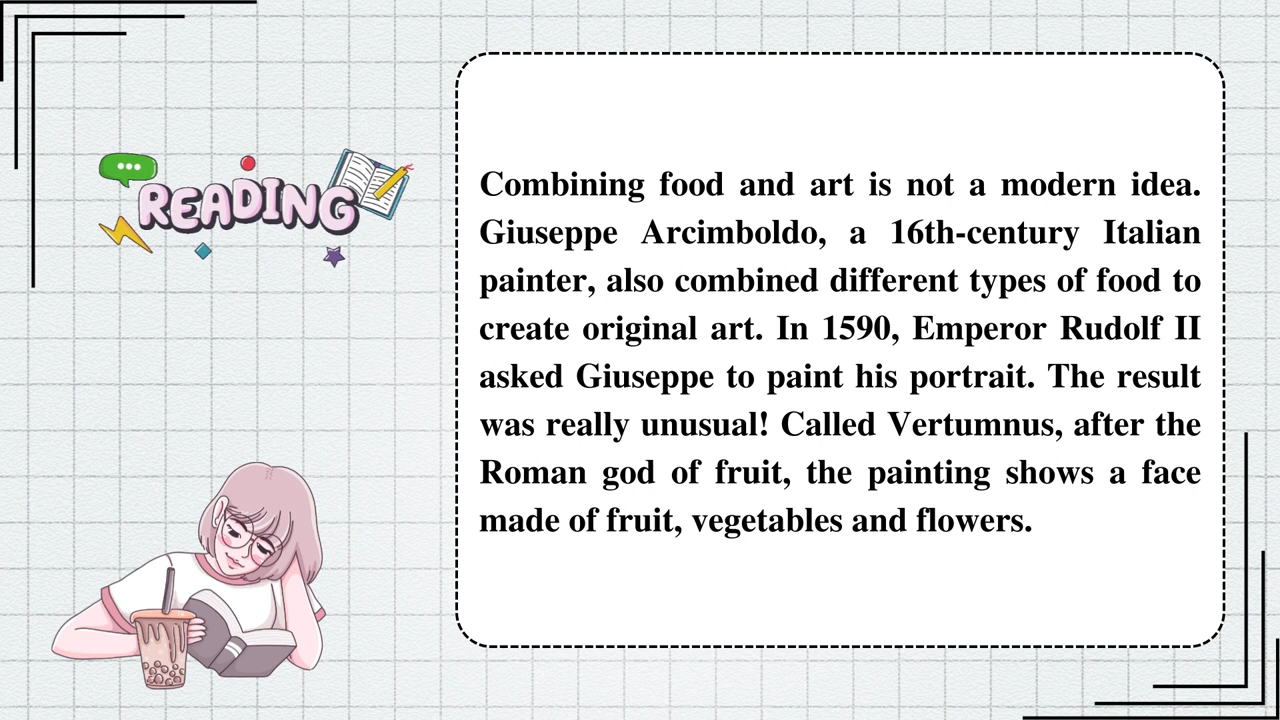 READING
Combining food and art is not a modern idea.
Giuseppe Arcimboldo, a 16th-century Italian
painter, also combined different types of food to
create original art. In 1590, Emperor Rudolf II
asked Giuseppe to paint his portrait. The result
was really unusual! Called Vertumnus, after the
Roman god of fruit, the painting shows a face
made of fruit, vegetables and flowers.